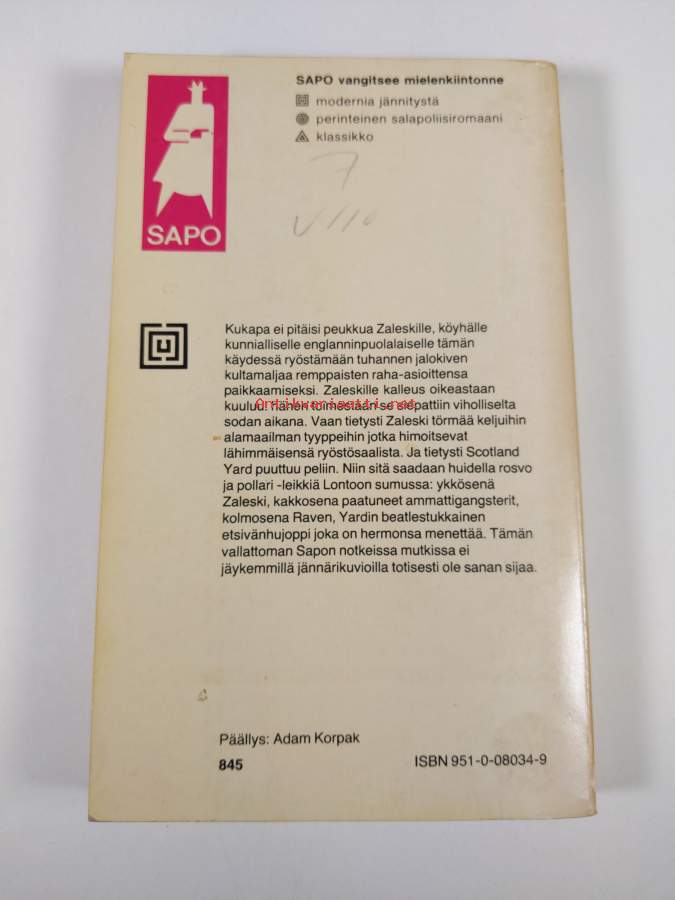 SAPO vangitsee mielenkiintonne
modernia jännitystä
perinteinen salapoliisiromaani
klassikko
7
SAPO
Kukapa ei pitäisi peukkua Zaleskille, köyhälle
kunnialliselle englanninpuolalaiselle tämän
käydessä ryöstämään tuhannen jalokiven
kultamaljaa remppaisten raha-asioittensa
paikkaamiseksi. Zaleskille kalleus oikeastaan
Antikvariaatti.net
kuuluu sodan aikana. Vaan tietysti Zaleski törmää keljuihin
alamaailman tyyppeihin jotka himoitsevat
lähimmäisensä ryöstösaalista. Ja tietysti Scotland
Yard puuttuu peliin. Niin sitä saadaan huidella rosvo
ja pollari -leikkiä Lontoon sumussa: ykkösenä
Zaleski, kakkosena paatuneet ammattigangsterit,
kolmosena Raven, Yardin beatlestukkainen
etsivänhujoppi joka on hermonsa menettää. Tämän
vallattoman Sapon notkeissa mutkissa ei
jäykemmillä jännärikuvioilla totisesti ole sanan sijaa.
Päällys: Adam Korpak
845
ISBN 951-0-08034-9